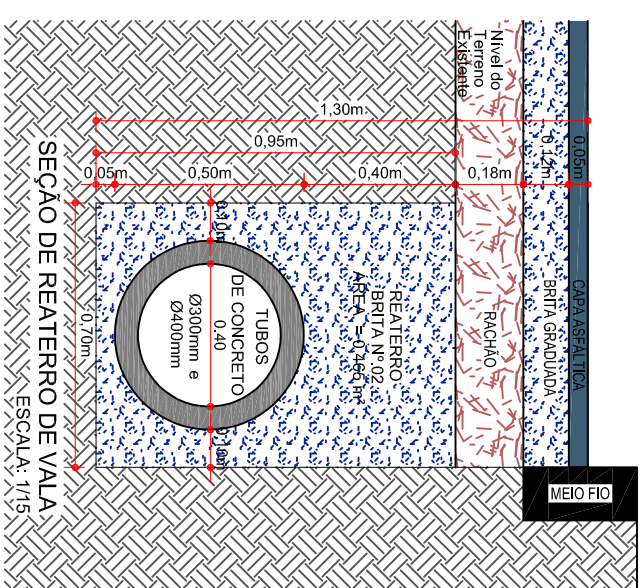 Nível do
Terreno
Existente
1,30m
0,95m
0,05m
0,50m
0,40m
0,18m
0,12m
0,05m
0,10m
0,70m
TUBOS
DE CONCRETO
0.40
Ø300mm e
Ø400mm
0,10m
REATERRO
BRITA Nº.02
ÁREA = 0,465 m²
RACHÃO
BRITA GRADUADA
CAPA ASFÁLTICA
MEIO FIO
SEÇÃO DE REATERRO DE VALA
ESCALA: 1/15